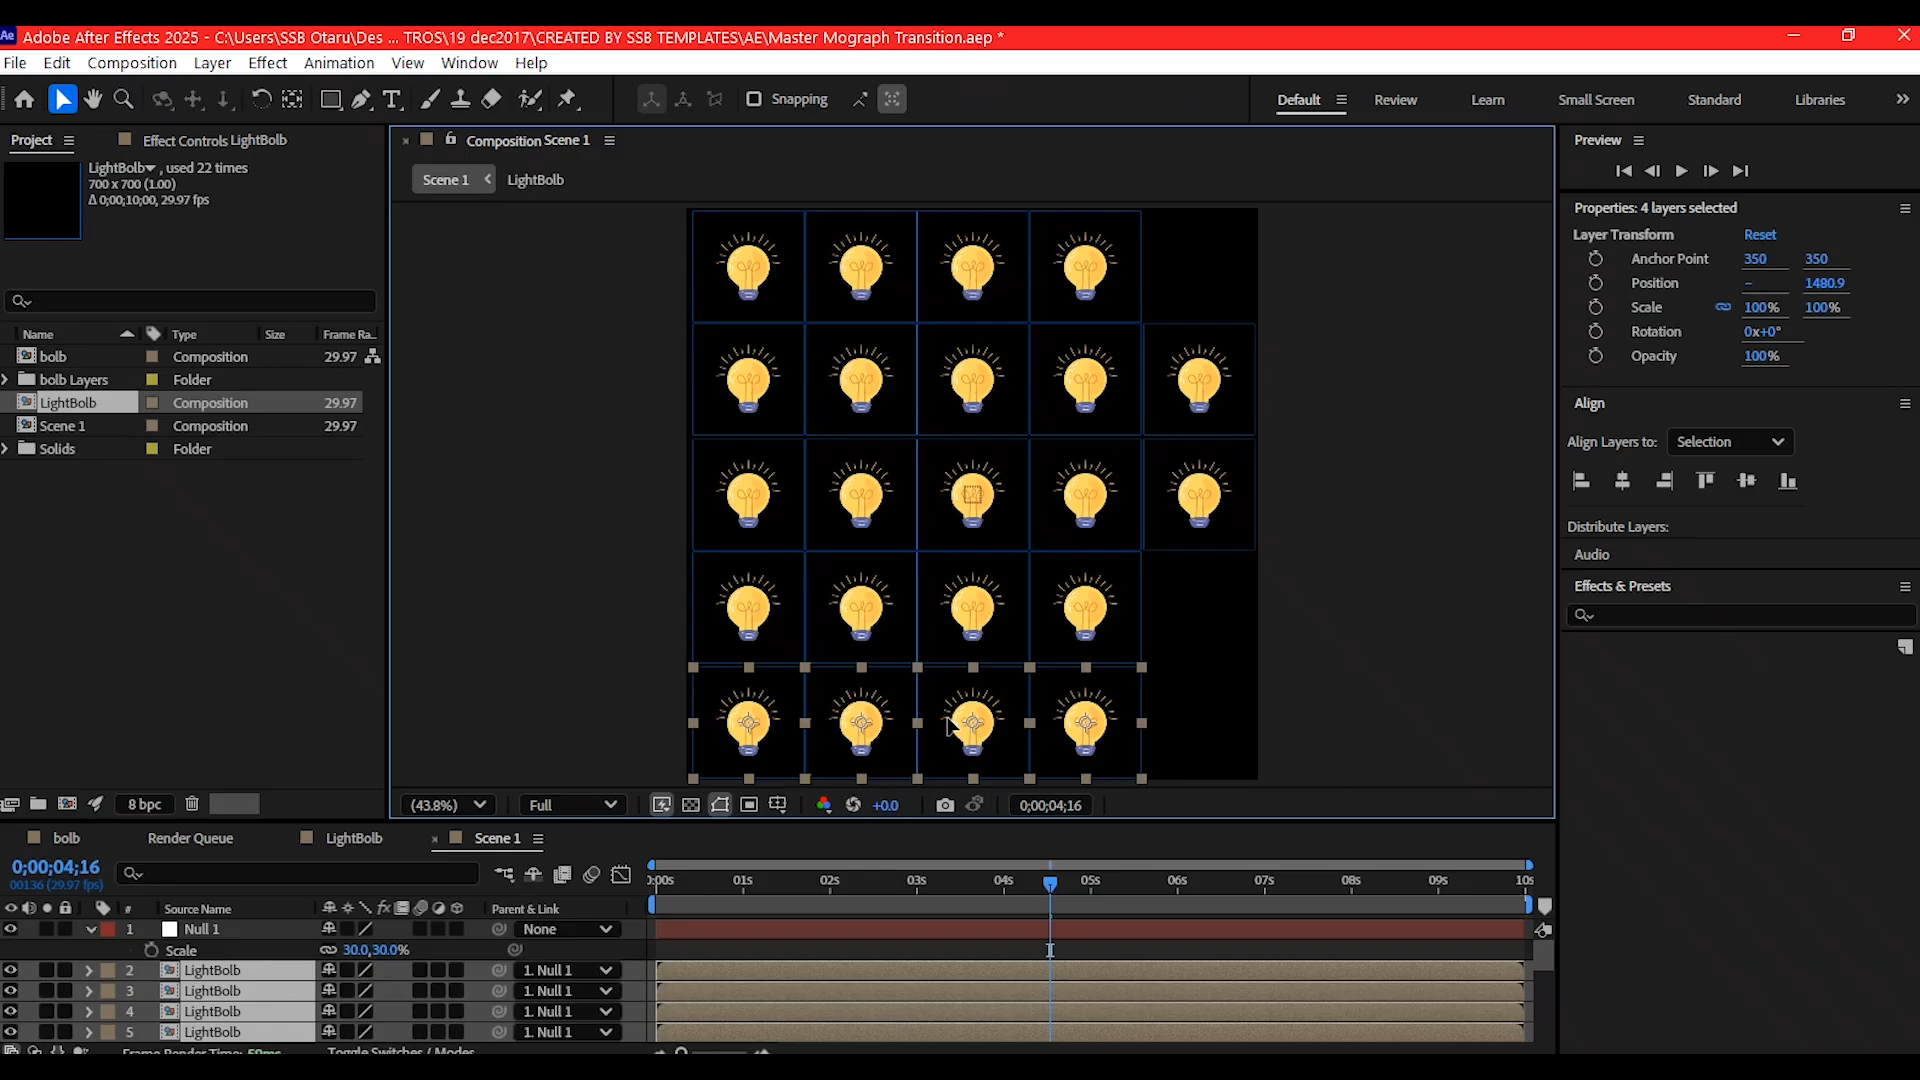 Ae Adobe After Effects 2025 - C:\Users\SSB Otaru\Des ... TROS\19 dec2017\CREATED BY SSB TEMPLATES\AE\Master Mograph Transition.aep *
File Edit Composition Layer Effect Animation View Window Help
Snapping
Default Review Learn Small Screen Standard Libraries
Project Effect Controls LightBolb
LightBolb , used 22 times
700 x 700 (1.00)
Δ 0;00;10;00, 29.97 fps
Name Type Size Frame Ra...
bolb Composition 29.97
bolb Layers Folder
LightBolb Composition 29.97
Scene 1 Composition 29.97
Solids Folder
8 bpc
Composition Scene 1
Scene 1 LightBolb
(43.8%) Full +0.0 0;00;04;16
Preview
Properties: 4 layers selected
Layer Transform Reset
Anchor Point 350 350
Position – 1480.9
Scale 100% 100%
Rotation 0x+0°
Opacity 100%
Align
Align Layers to: Selection
Distribute Layers:
Audio
Effects & Presets
bolb Render Queue LightBolb Scene 1
0;00;04;16
00136 (29.97 fps)
:00s 01s 02s 03s 04s 05s 06s 07s 08s 09s 10s
# Source Name fx Parent & Link
1 Null 1 None
Scale 30.0,30.0%
2 LightBolb 1. Null 1
3 LightBolb 1. Null 1
4 LightBolb 1. Null 1
5 LightBolb 1. Null 1
Frame Render Time: 59ms Toggle Switches / Modes